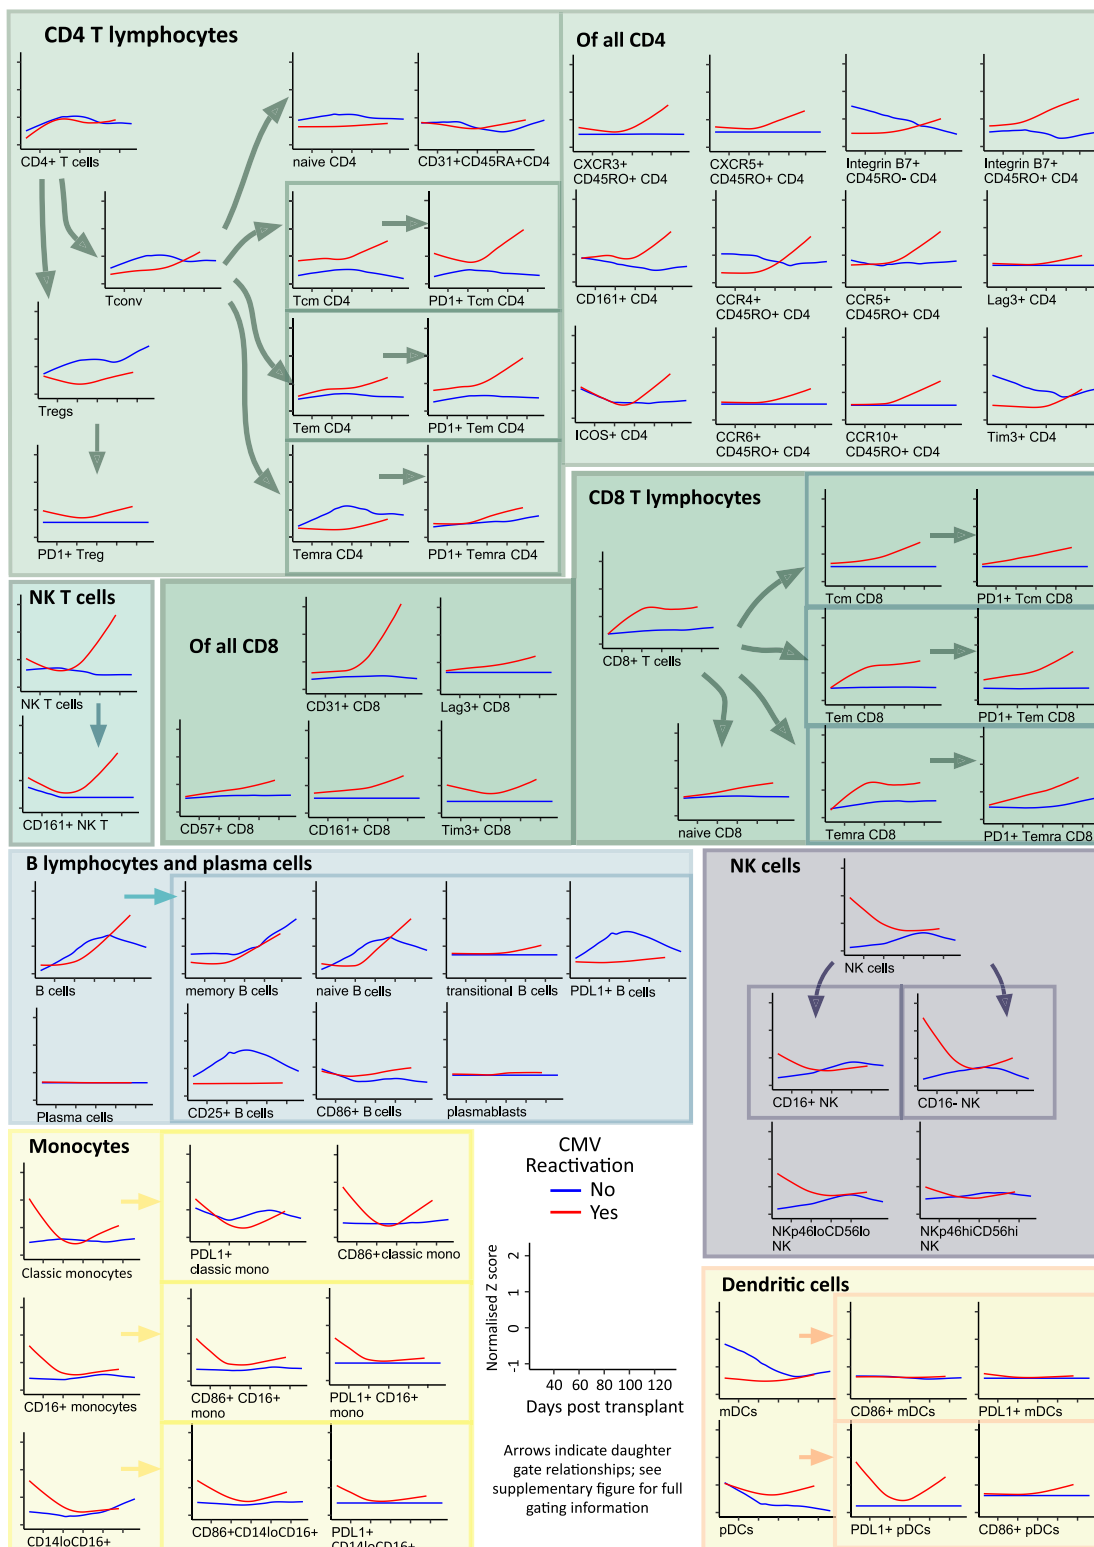 CD4 T lymphocytes
CD4+ T cells
naive CD4
CD31+CD45RA+CD4
Tconv
Tcm CD4
PD1+ Tcm CD4
Tregs
Tem CD4
PD1+ Tem CD4
PD1+ Treg
Temra CD4
PD1+ Temra CD4
Of all CD4
CXCR3+
CD45RO+ CD4
CXCR5+
CD45RO+ CD4
Integrin B7+
CD45RO- CD4
Integrin B7+
CD45RO+ CD4
CD161+ CD4
CCR4+
CD45RO+ CD4
CCR5+
CD45RO+ CD4
Lag3+ CD4
ICOS+ CD4
CCR6+
CD45RO+ CD4
CCR10+
CD45RO+ CD4
Tim3+ CD4
CD8 T lymphocytes
CD8+ T cells
Tcm CD8
PD1+ Tcm CD8
Tem CD8
PD1+ Tem CD8
naive CD8
Temra CD8
PD1+ Temra CD8
NK T cells
NK T cells
CD161+ NK T
Of all CD8
CD31+ CD8
Lag3+ CD8
CD57+ CD8
CD161+ CD8
Tim3+ CD8
B lymphocytes and plasma cells
B cells
memory B cells
naive B cells
transitional B cells
PDL1+ B cells
Plasma cells
CD25+ B cells
CD86+ B cells
plasmablasts
NK cells
NK cells
CD16+ NK
CD16- NK
NKp46loCD56lo
NK
NKp46hiCD56hi
NK
Monocytes
Classic monocytes
PDL1+
classic mono
CD86+classic mono
CD16+ monocytes
CD86+ CD16+
mono
PDL1+ CD16+
mono
CD14loCD16+
CD86+CD14loCD16+
PDL1+
CD14loCD16+
CMV
Reactivation
No
Yes
Normalised Z score
2
1
0
-1
40 60 80 100 120
Days post transplant
Arrows indicate daughter
gate relationships; see
supplementary figure for full
gating information
Dendritic cells
mDCs
CD86+ mDCs
PDL1+ mDCs
pDCs
PDL1+ pDCs
CD86+ pDCs